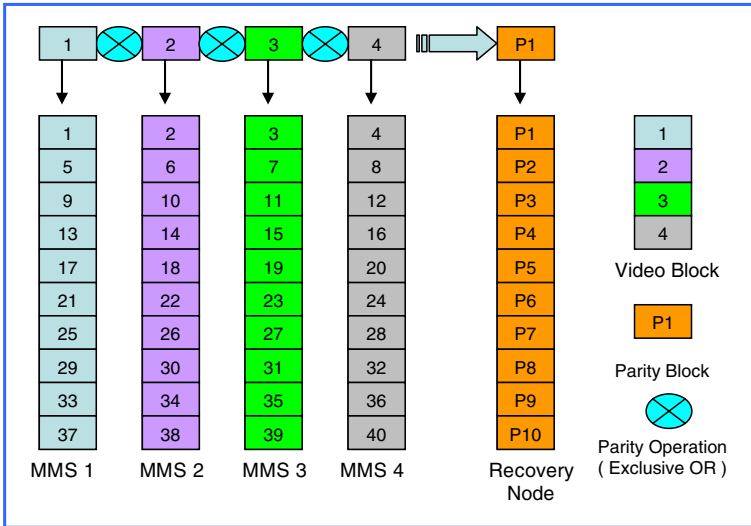 1 2 3 4 P1
1 2 3 4 P1 1
5 6 7 8 P2 2
9 10 11 12 P3 3
13 14 15 16 P4 4
17 18 19 20 P5 Video Block
21 22 23 24 P6
25 26 27 28 P7 P1
29 30 31 32 P8 Parity Block
33 34 35 36 P9
37 38 39 40 P10
MMS 1 MMS 2 MMS 3 MMS 4 Recovery Node
Parity Operation
( Exclusive OR )